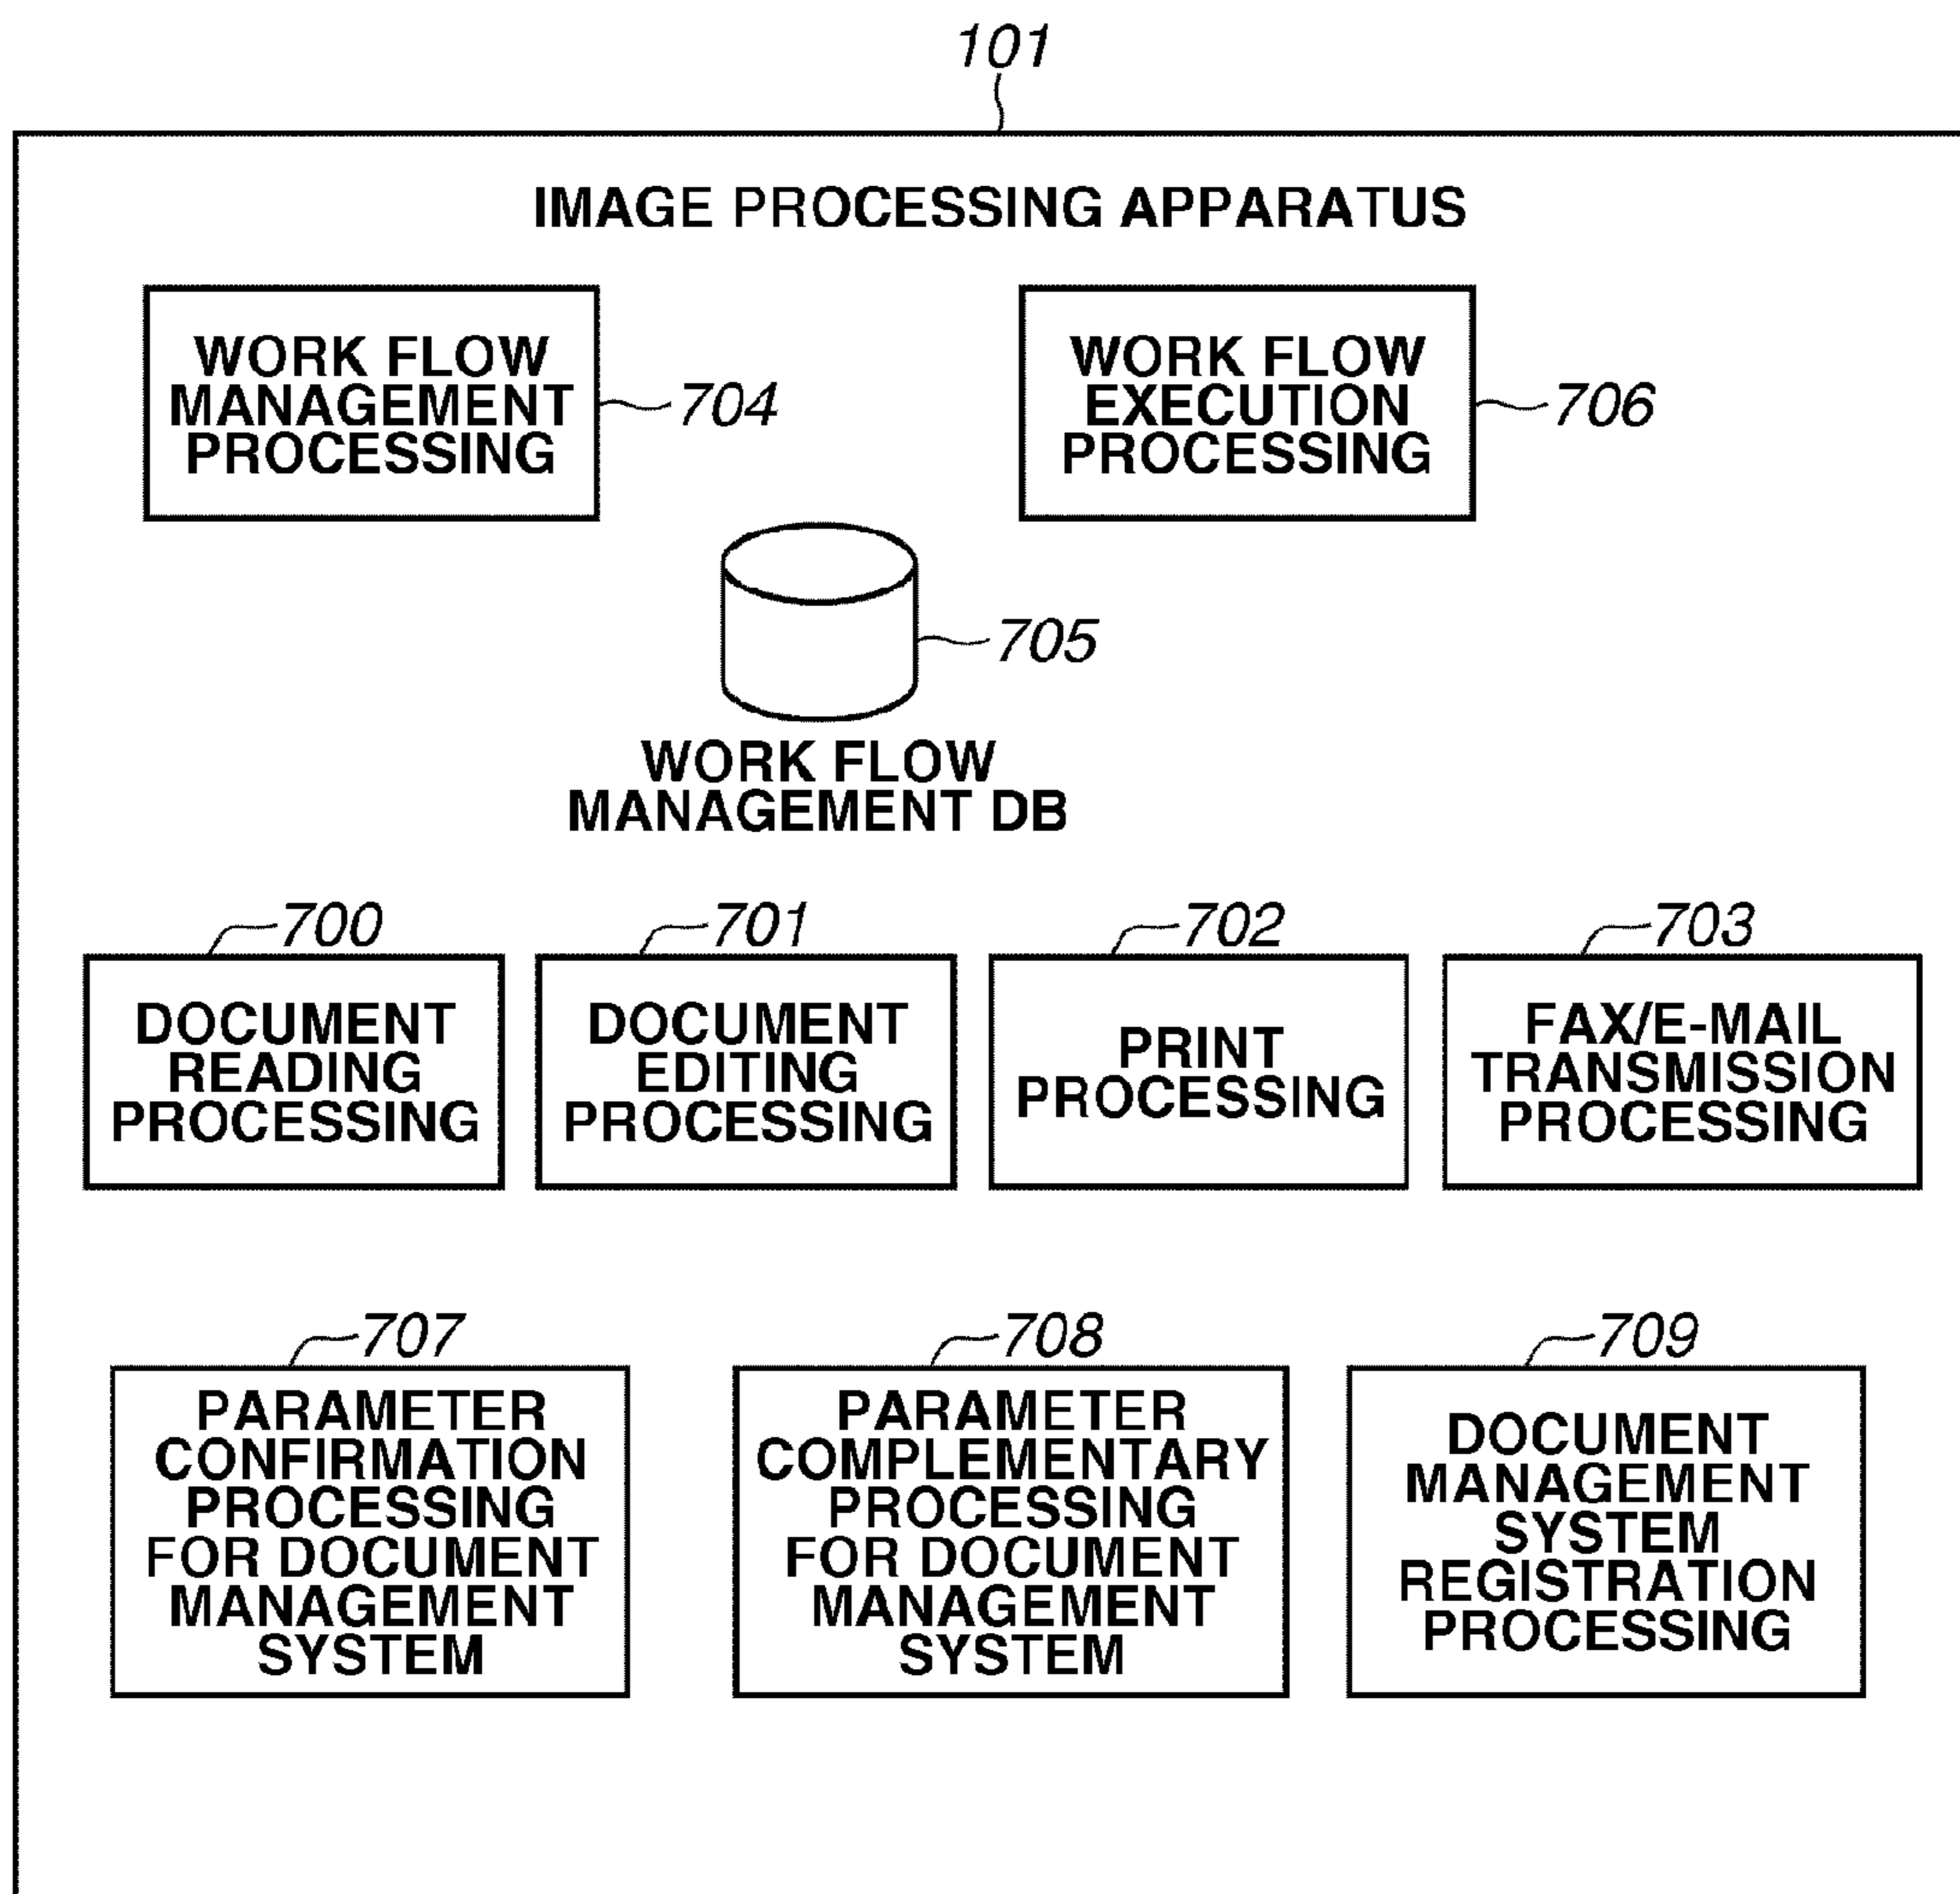 101
IMAGE PROCESSING APPARATUS
WORK FLOW
MANAGEMENT
PROCESSING
704
WORK FLOW
EXECUTION
PROCESSING
706
705
WORK FLOW
MANAGEMENT DB
700
DOCUMENT
READING
PROCESSING
701
DOCUMENT
EDITING
PROCESSING
702
PRINT
PROCESSING
703
FAX/E-MAIL
TRANSMISSION
PROCESSING
707
PARAMETER
CONFIRMATION
PROCESSING
FOR DOCUMENT
MANAGEMENT
SYSTEM
708
PARAMETER
COMPLEMENTARY
PROCESSING
FOR DOCUMENT
MANAGEMENT
SYSTEM
709
DOCUMENT
MANAGEMENT
SYSTEM
REGISTRATION
PROCESSING